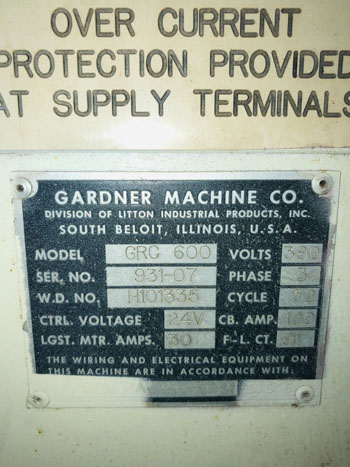 OVER CURRENT
PROTECTION PROVIDED
AT SUPPLY TERMINALS
GARDNER MACHINE CO.
DIVISION OF LITTON INDUSTRIAL PRODUCTS, INC.
SOUTH BELOIT, ILLINOIS, U.S.A.
MODEL GRG 600 VOLTS 380
SER. NO. 931-07 PHASE 3
W.D. NO. H101335 CYCLE
CTRL. VOLTAGE 24V CB. AMP. 100
LGST. MTR. AMPS. 30 F-L. CT.
THE WIRING AND ELECTRICAL EQUIPMENT ON
THIS MACHINE ARE IN ACCORDANCE WITH: